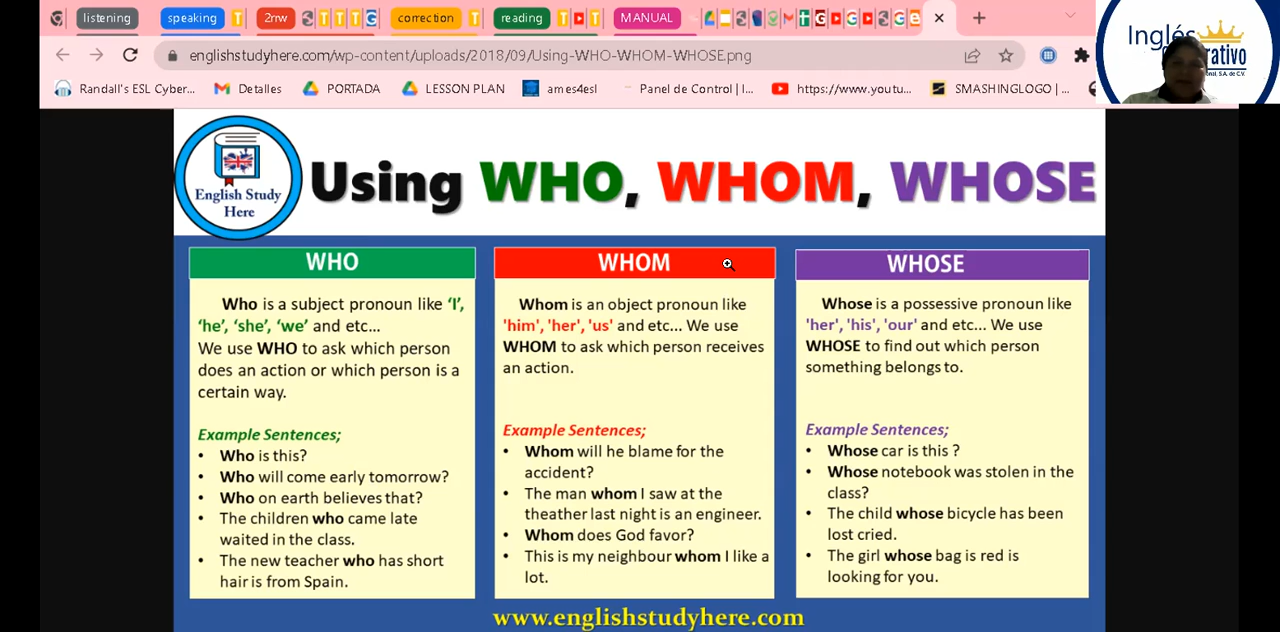 listening
speaking
2rrw
correction
reading
MANUAL
englishstudyhere.com/wp-content/uploads/2018/09/Using-WHO-WHOM-WHOSE.png
Randall's ESL Cyber...
Detalles
PORTADA
LESSON PLAN
ames4esl
Panel de Control | I...
https://www.youtu...
SMASHINGLOGO | ...
Inglés
English Study
Here
Using WHO, WHOM, WHOSE
WHO
Who is a subject pronoun like 'I',
'he', 'she', 'we' and etc...
We use WHO to ask which person
does an action or which person is a
certain way.
Example Sentences;
• Who is this?
• Who will come early tomorrow?
• Who on earth believes that?
• The children who came late
waited in the class.
• The new teacher who has short
hair is from Spain.
WHOM
Whom is an object pronoun like
'him', 'her', 'us' and etc... We use
WHOM to ask which person receives
an action.
Example Sentences;
• Whom will he blame for the
accident?
• The man whom I saw at the
theather last night is an engineer.
• Whom does God favor?
• This is my neighbour whom I like a
lot.
WHOSE
Whose is a possessive pronoun like
'her', 'his', 'our' and etc... We use
WHOSE to find out which person
something belongs to.
Example Sentences;
• Whose car is this ?
• Whose notebook was stolen in the
class?
• The child whose bicycle has been
lost cried.
• The girl whose bag is red is
looking for you.
www.englishstudyhere.com